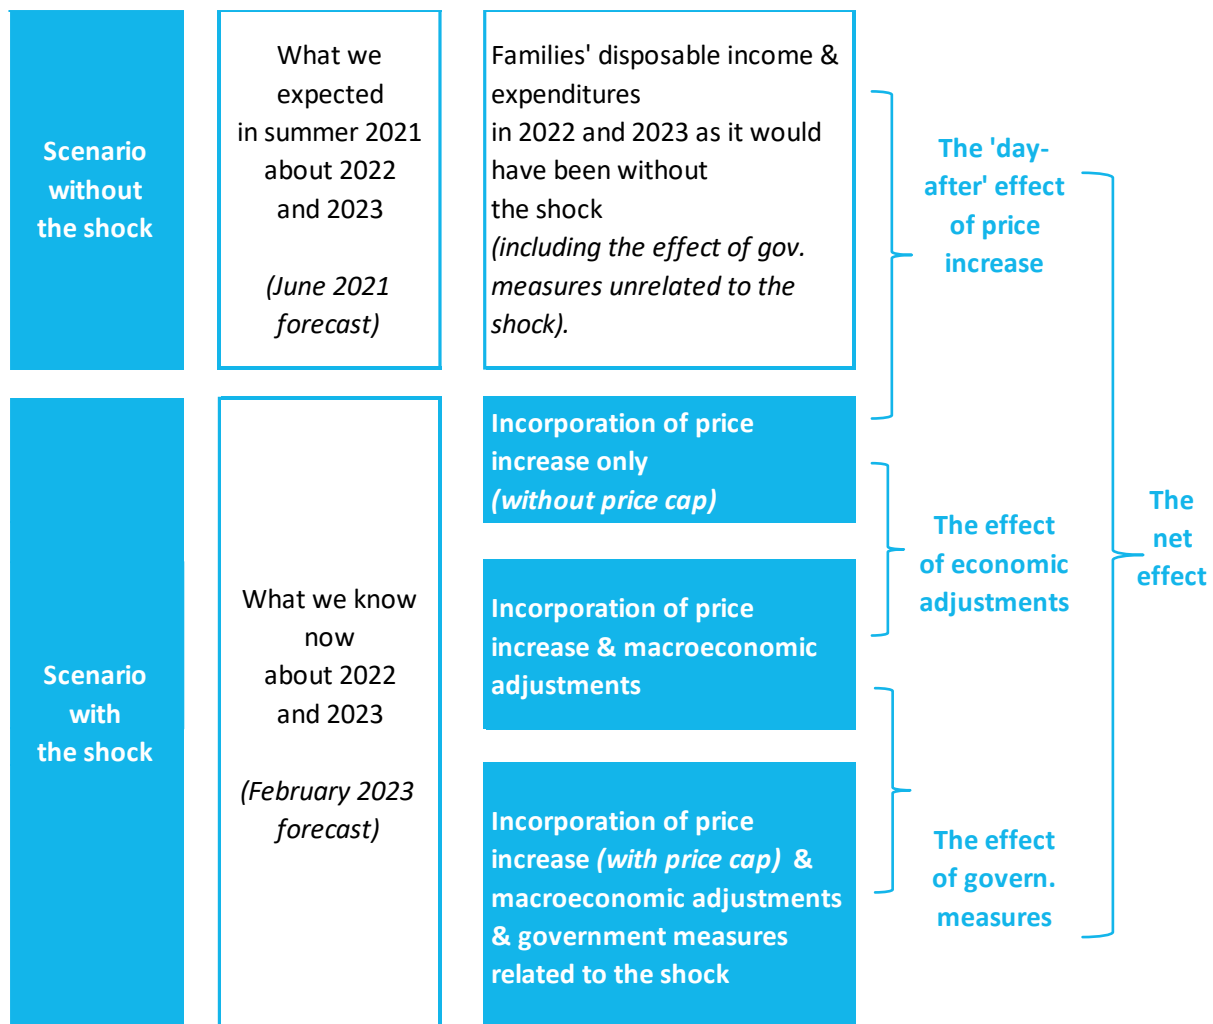 Scenario
without
the shock
What we
expected
in summer 2021
about 2022
and 2023
(June 2021
forecast)
Families' disposable income &
expenditures
in 2022 and 2023 as it would
have been without
the shock
(including the effect of gov.
measures unrelated to the
shock).
The 'day-
after' effect
of price
increase
Scenario
with
the shock
What we know
now
about 2022
and 2023
(February 2023
forecast)
Incorporation of price
increase only
(without price cap)
Incorporation of price
increase & macroeconomic
adjustments
Incorporation of price
increase (with price cap) &
macroeconomic adjustments
& government measures
related to the shock
The effect
of economic
adjustments
The effect
of govern.
measures
The
net
effect